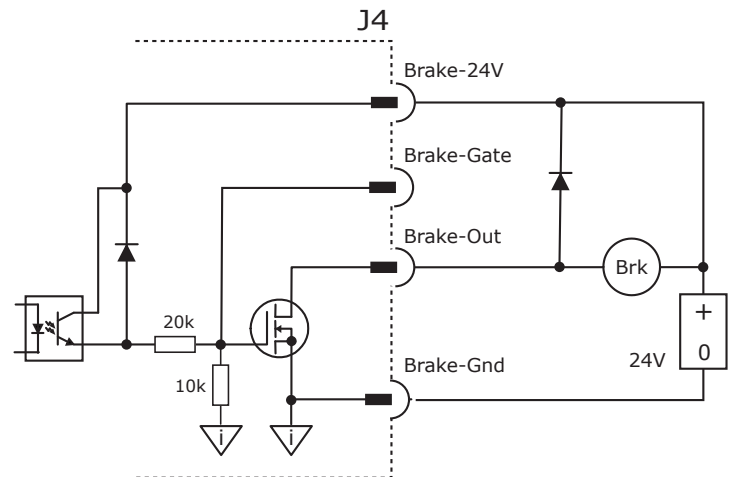 J4
Brake-24V
Brake-Gate
Brake-Out
Brk
20k
+
24V
0
Brake-Gnd
10k
i
i